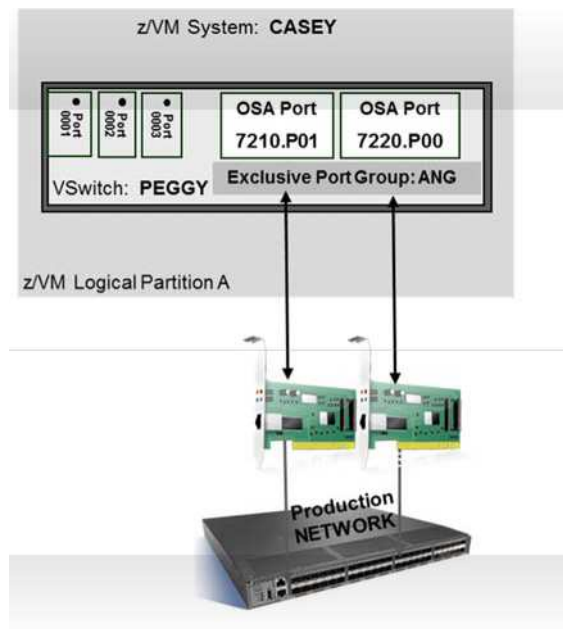 z/VM System: CASEY
Port
0001
Port
0002
Port
0003
OSA Port
7210.P01
OSA Port
7220.P00
VSwitch: PEGGY
Exclusive Port Group: ANG
z/VM Logical Partition A
Production
NETWORK